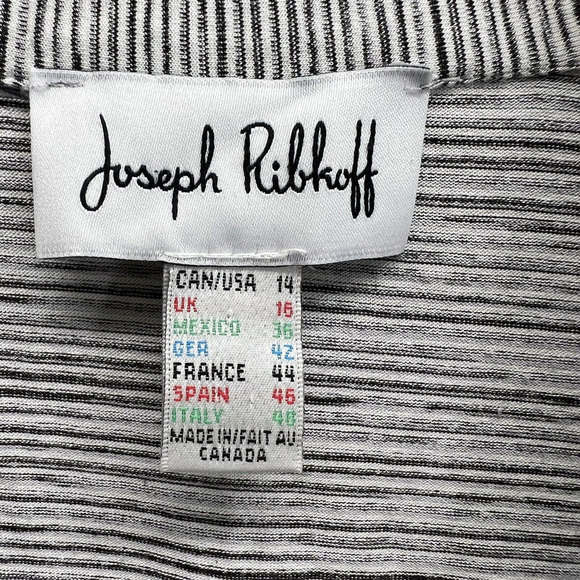 Joseph Ribkoff
CAN/USA 14
UK 16
MEXICO 36
GER 42
FRANCE 44
SPAIN 46
ITALY 48
MADE IN/FAIT AU
CANADA